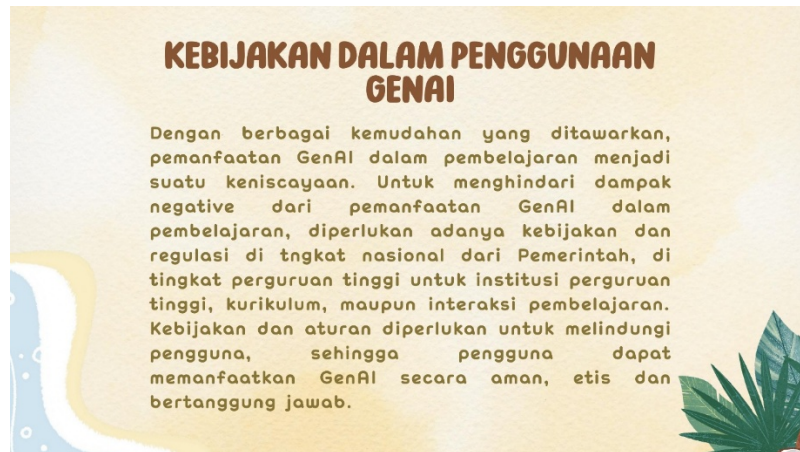 KEBIJAKAN DALAM PENGGUNAAN
GENAI
Dengan berbagai kemudahan yang ditawarkan,
pemanfaatan GenAI dalam pembelajaran menjadi
suatu keniscayaan. Untuk menghindari dampak
negative dari pemanfaatan GenAI dalam
pembelajaran, diperlukan adanya kebijakan dan
regulasi di tngkat nasional dari Pemerintah, di
tingkat perguruan tinggi untuk institusi perguruan
tinggi, kurikulum, maupun interaksi pembelajaran.
Kebijakan dan aturan diperlukan untuk melindungi
pengguna, sehingga pengguna dapat
memanfaatkan GenAI secara aman, etis dan
bertanggung jawab.